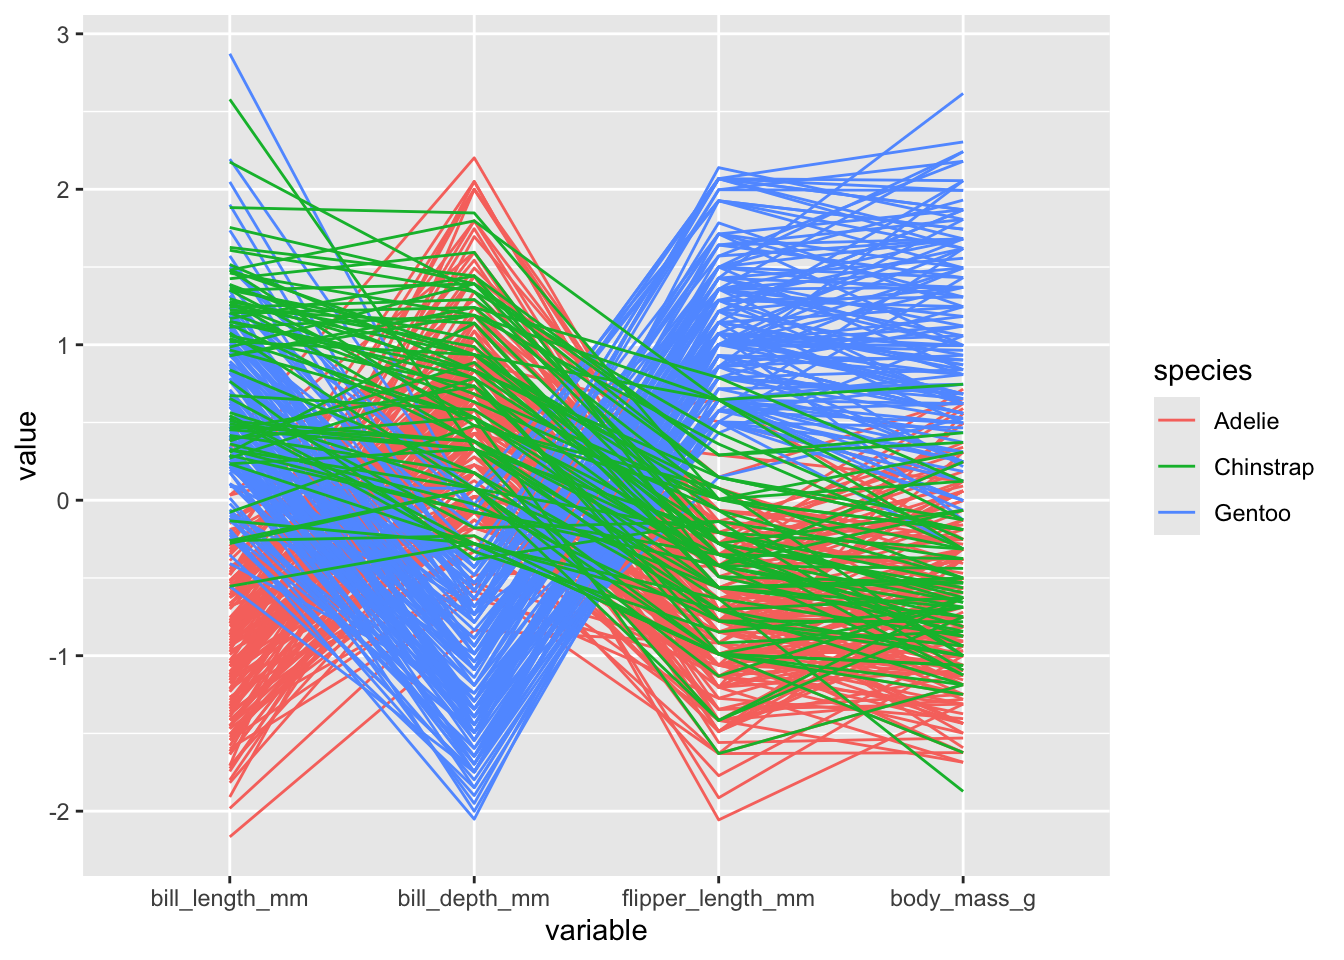 3
2
1
0
-1
-2
value
bill_length_mm bill_depth_mm flipper_length_mm body_mass_g
variable
species
Adelie
Chinstrap
Gentoo